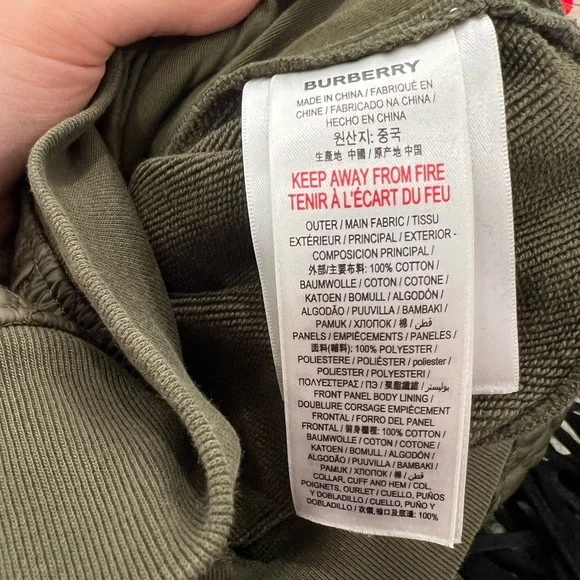 BURBERRY
MADE IN CHINA / FABRIQUÉ EN
CHINE / FABRICADO NA CHINA /
HECHO EN CHINA
원산지: 중국
生產地 中國 / 原产地 中国
KEEP AWAY FROM FIRE
TENIR À L'ÉCART DU FEU
OUTER / MAIN FABRIC / TISSU
EXTÉRIEUR / PRINCIPAL / EXTERIOR -
COMPOSICION PRINCIPAL /
外部/主要布料: 100% COTTON /
BAUMWOLLE / COTON / COTONE /
KATOEN / BOMULL / ALGODÓN /
ALGODÃO / PUUVILLA / BAMBAKI /
PAMUK / ХЛОПОК / 棉 / قطن /
PANELS / EMPIÈCEMENTS / PANELES /
面料(幅料): 100% POLYESTER /
POLIESTERE / POLIÉSTER / poliester /
POLIESTER / POLYESTERI /
ΠΟΛΥΕΣΤΕΡΑΣ / ПЭ / 聚酯纖維 / بوليستر /
FRONT PANEL BODY LINING /
DOUBLURE CORSAGE EMPIÈCEMENT
FRONTAL / FORRO DEL PANEL
FRONTAL / 前身櫃裡: 100% COTTON /
BAUMWOLLE / COTON / COTONE /
KATOEN / BOMULL / ALGODÓN /
ALGODÃO / PUUVILLA / BAMBAKI /
PAMUK / ХЛОПОК / 棉 / قطن /
COLLAR, CUFF AND HEM / COL,
POIGNETS, OURLET / CUELLO, PUÑOS
Y DOBLADILLO / CUELLO, PUÑOS
Y DOBLADILLO / 衣領,袖口及底邊: 100%